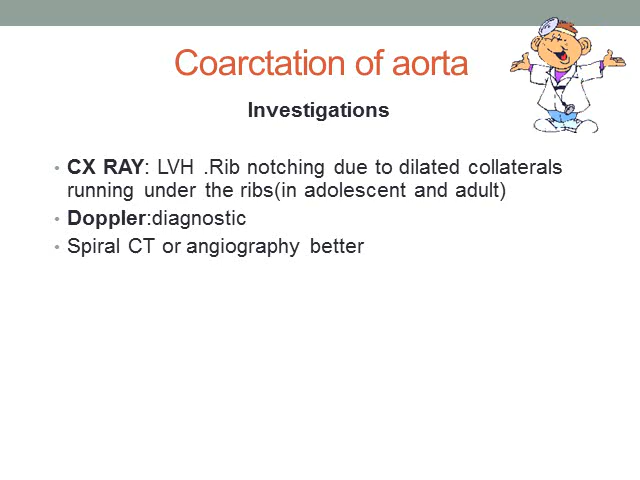 Coarctation of aorta
Investigations
• CX RAY: LVH .Rib notching due to dilated collaterals
running under the ribs(in adolescent and adult)
• Doppler:diagnostic
• Spiral CT or angiography better